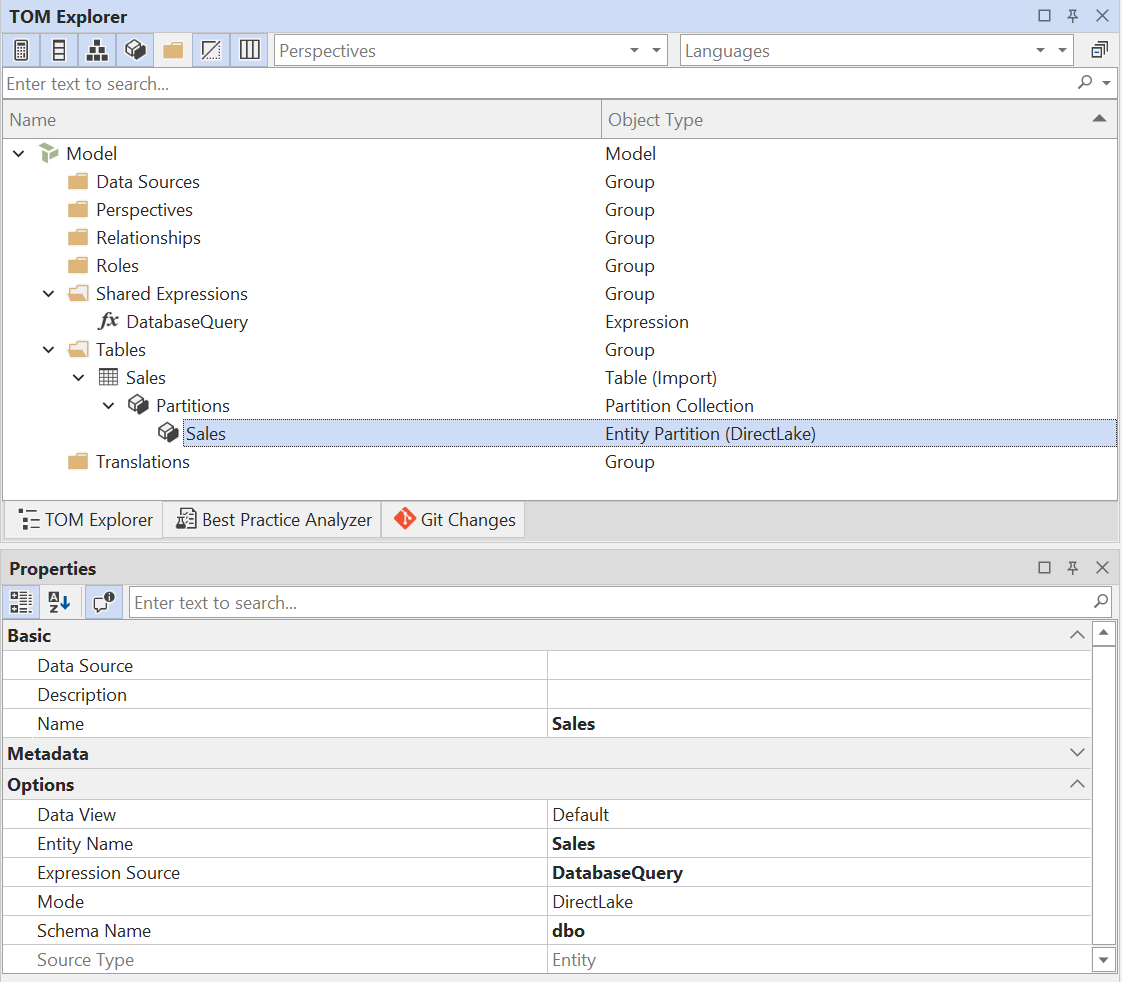 TOM Explorer
Perspectives Languages
Enter text to search...
Name Object Type
Model Model
Data Sources Group
Perspectives Group
Relationships Group
Roles Group
Shared Expressions Group
fx DatabaseQuery Expression
Tables Group
Sales Table (Import)
Partitions Partition Collection
Sales Entity Partition (DirectLake)
Translations Group
TOM Explorer Best Practice Analyzer Git Changes
Properties
Enter text to search...
Basic
Data Source
Description
Name Sales
Metadata
Options
Data View Default
Entity Name Sales
Expression Source DatabaseQuery
Mode DirectLake
Schema Name dbo
Source Type Entity